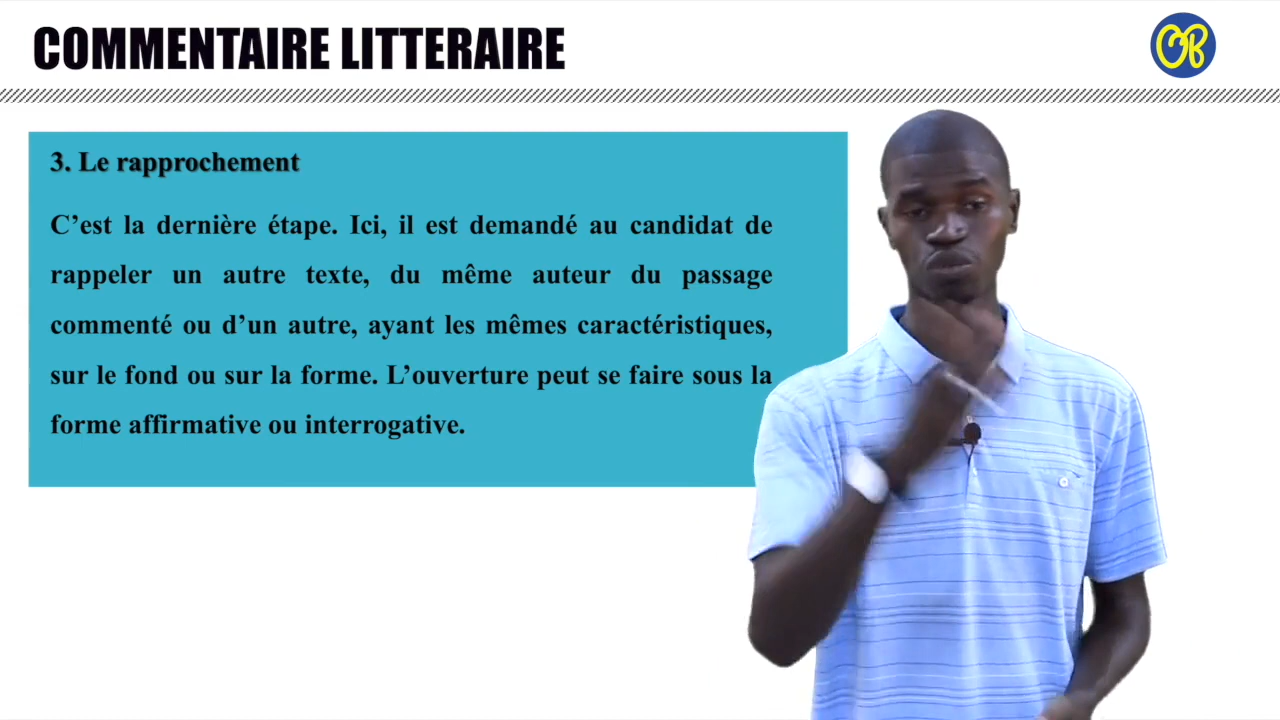 COMMENTAIRE LITTERAIRE
3. Le rapprochement
C’est la dernière étape. Ici, il est demandé au candidat de
rappeler un autre texte, du même auteur du passage
commenté ou d’un autre, ayant les mêmes caractéristiques,
sur le fond ou sur la forme. L’ouverture peut se faire sous la
forme affirmative ou interrogative.